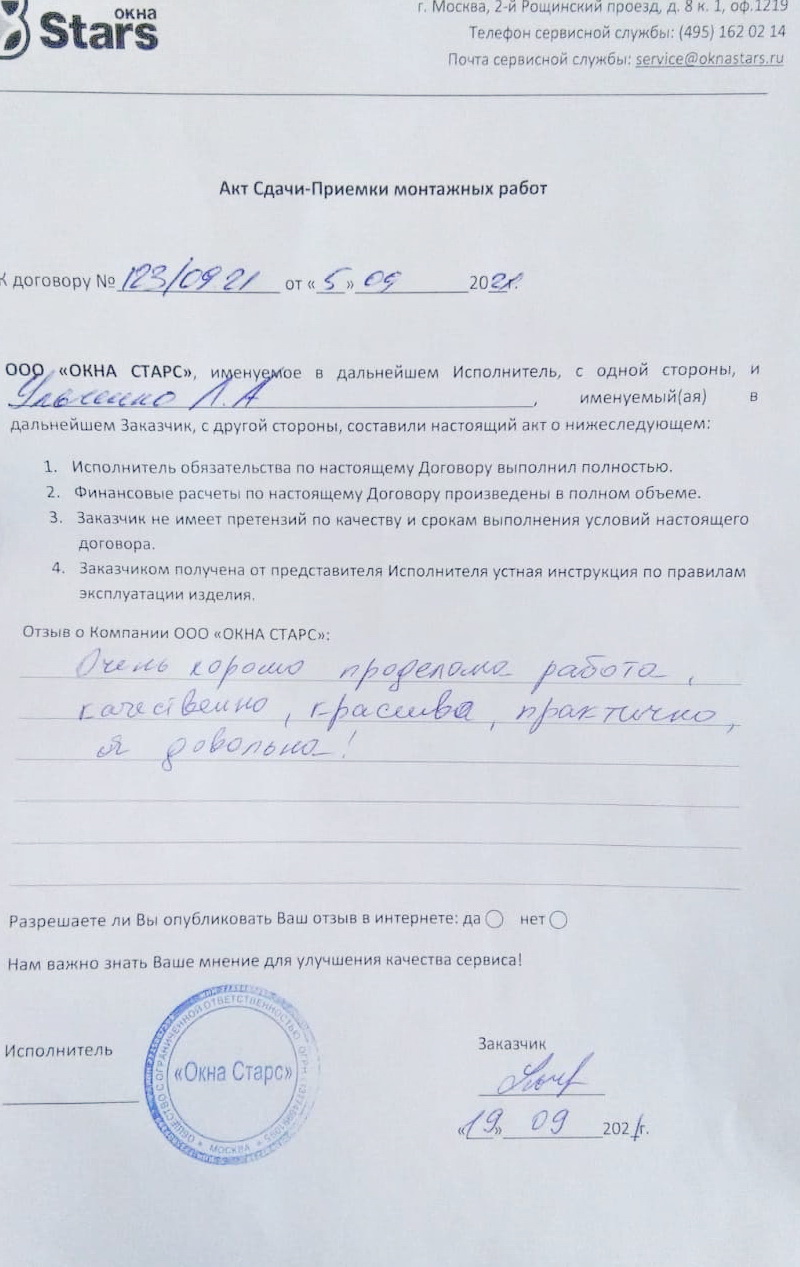 ОКНА
Stars
г. Москва, 2-й Рощинский проезд, д. 8 к. 1, оф.1219
Телефон сервисной службы: (495) 162 02 14
Почта сервисной службы: service@oknastars.ru
Акт Сдачи-Приемки монтажных работ
К договору № 123/0921 от «5» 09 2021г.
ООО «ОКНА СТАРС», именуемое в дальнейшем Исполнитель, с одной стороны, и
Л.А, именуемый(ая) в
дальнейшем Заказчик, с другой стороны, составили настоящий акт о нижеследующем:
1. Исполнитель обязательства по настоящему Договору выполнил полностью.
2. Финансовые расчеты по настоящему Договору произведены в полном объеме.
3. Заказчик не имеет претензий по качеству и срокам выполнения условий настоящего
договора.
4. Заказчиком получена от представителя Исполнителя устная инструкция по правилам
эксплуатации изделия.
Отзыв о Компании ООО «ОКНА СТАРС»:
Очень хорошо проделома работа,
качественно, красива, практично,
я довольна!
Разрешаете ли Вы опубликовать Ваш отзыв в интернете: да нет
Нам важно знать Ваше мнение для улучшения качества сервиса!
Исполнитель
ОБЩЕСТВО С ОГРАНИЧЕННОЙ ОТВЕТСТВЕННОСТЬЮ ОГРН
«Окна Старс»
* МОСКВА *
Заказчик
«19» 09 2021г.